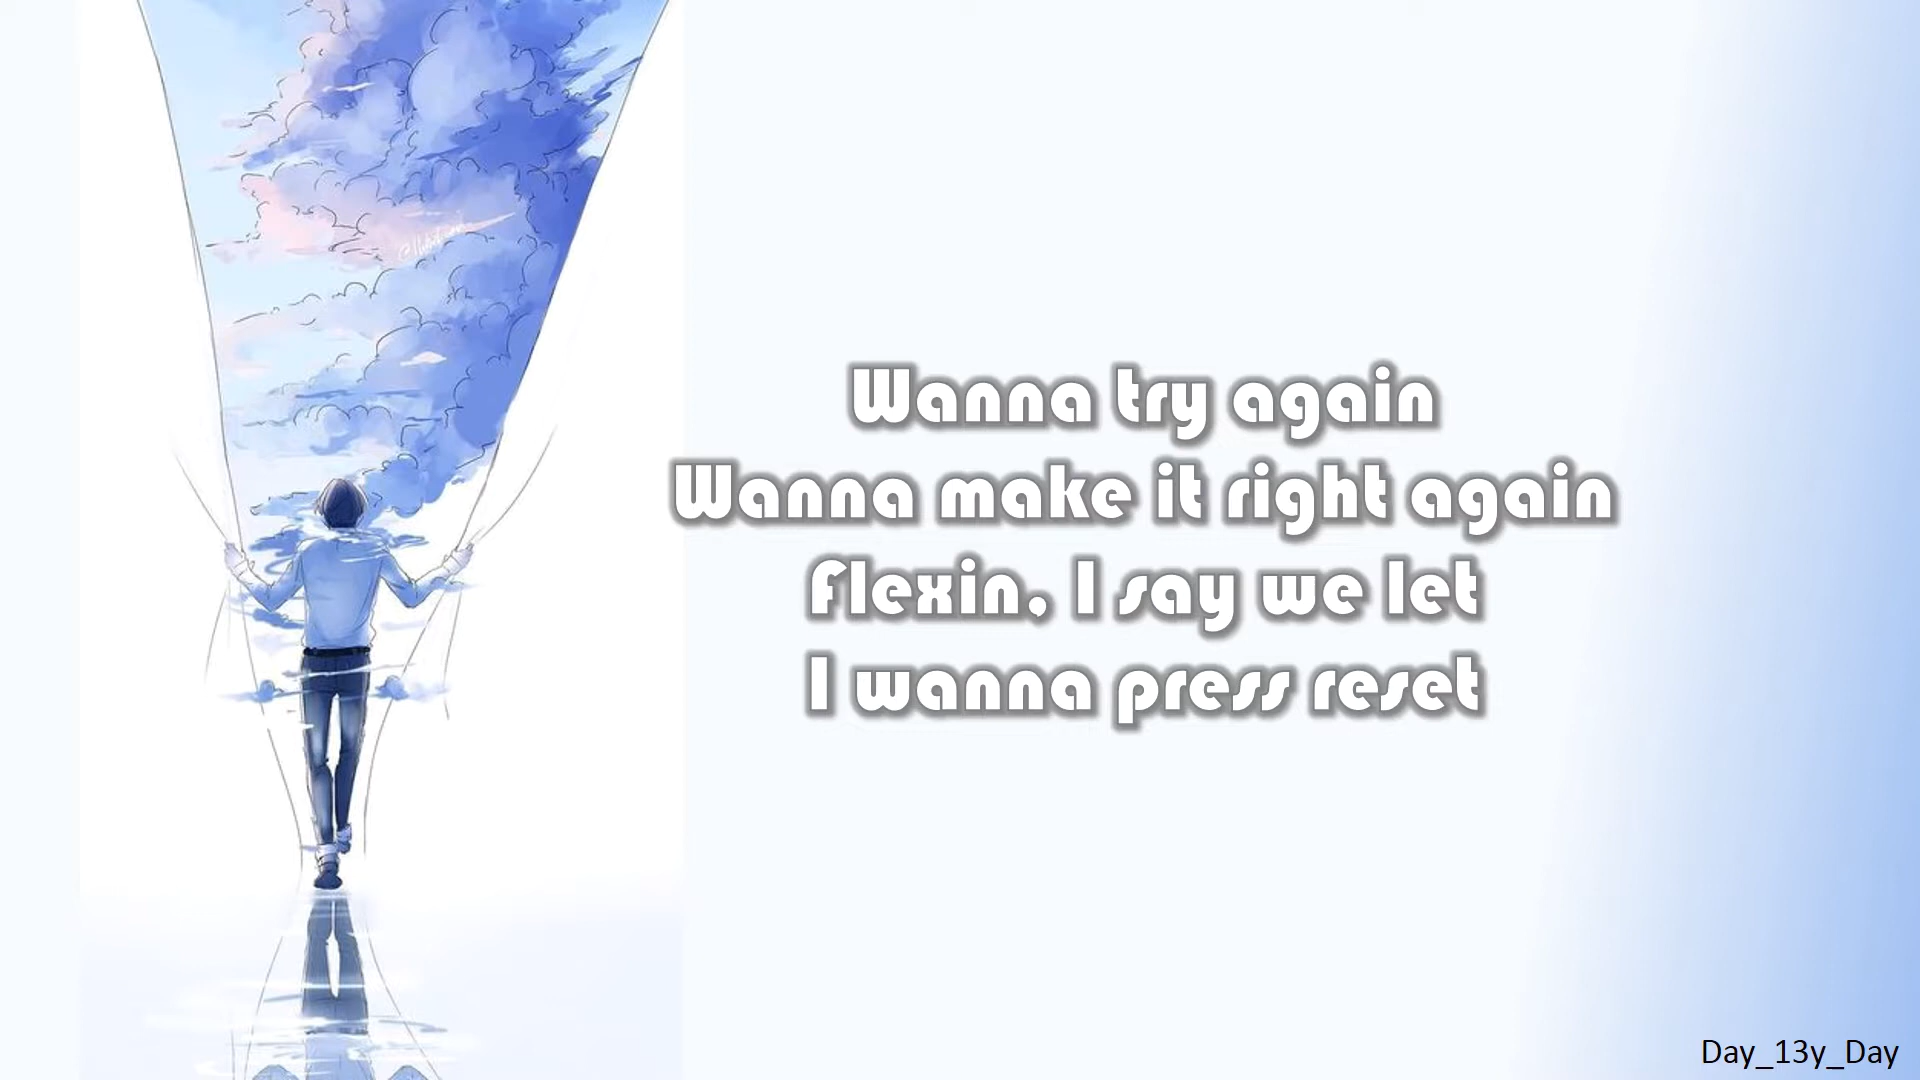 Wanna try again
Wanna make it right again
Flexin, I say we let
I wanna press reset
Day_13y_Day